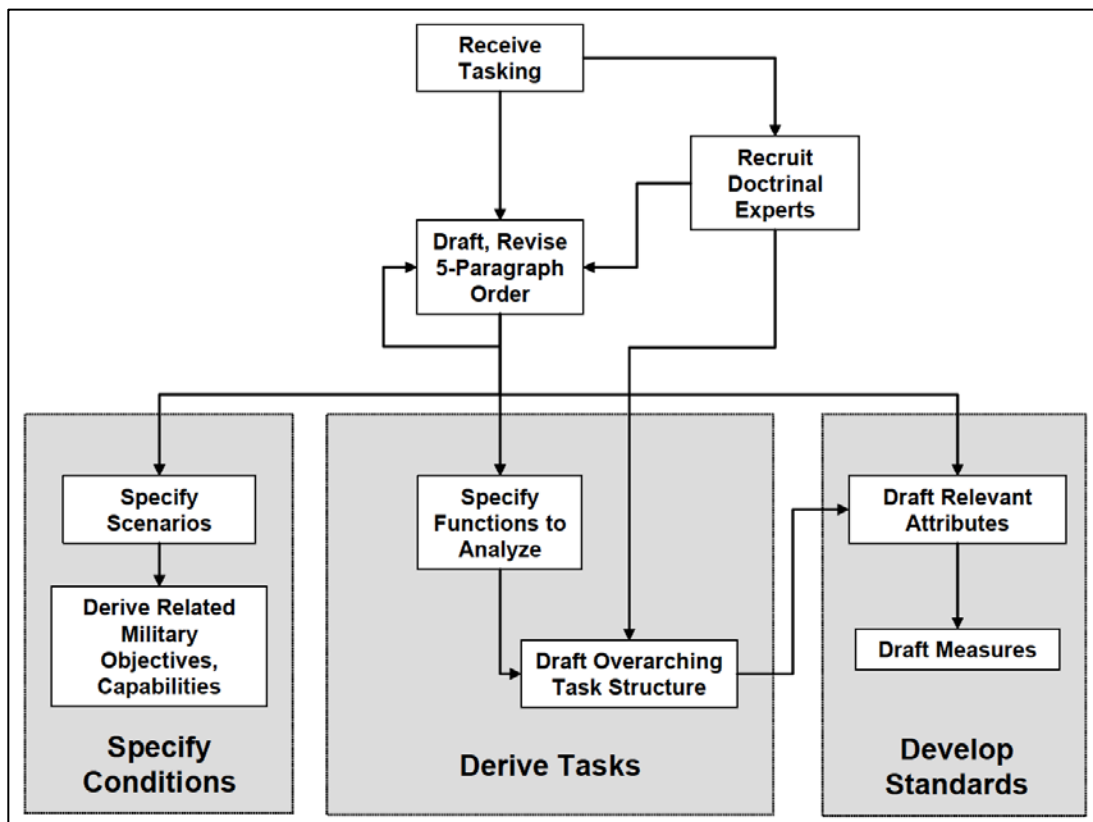 Receive
Tasking
Recruit
Doctrinal
Experts
Draft, Revise
5-Paragraph
Order
Specify
Scenarios
Derive Related
Military
Objectives,
Capabilities
Specify
Conditions
Specify
Functions to
Analyze
Draft Overarching
Task Structure
Derive Tasks
Draft Relevant
Attributes
Draft Measures
Develop
Standards